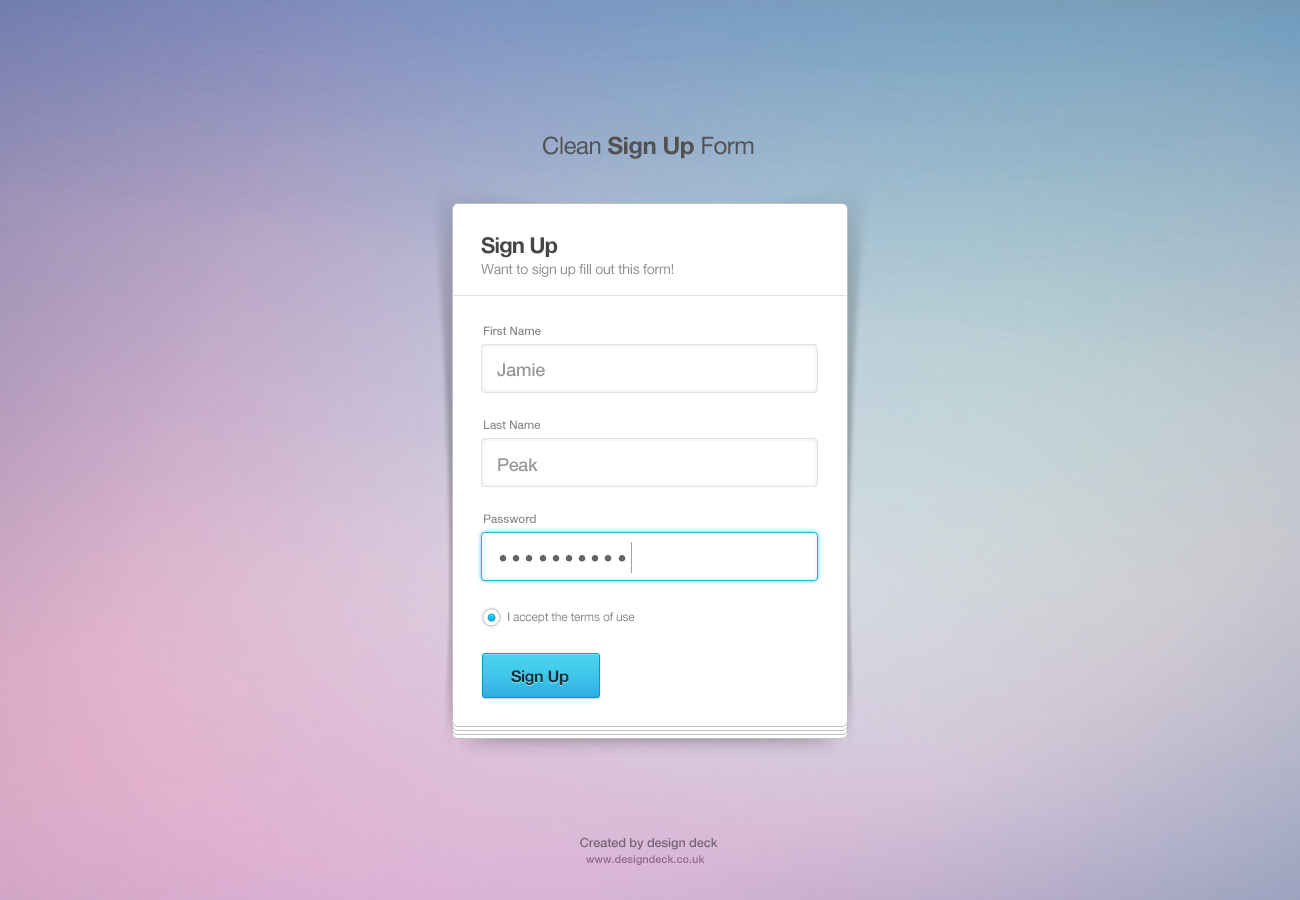 Clean Sign Up Form
Sign Up
Want to sign up fill out this form!
First Name
Jamie
Last Name
Peak
Password
••••••••••
I accept the terms of use
Sign Up
Created by design deck
www.designdeck.co.uk